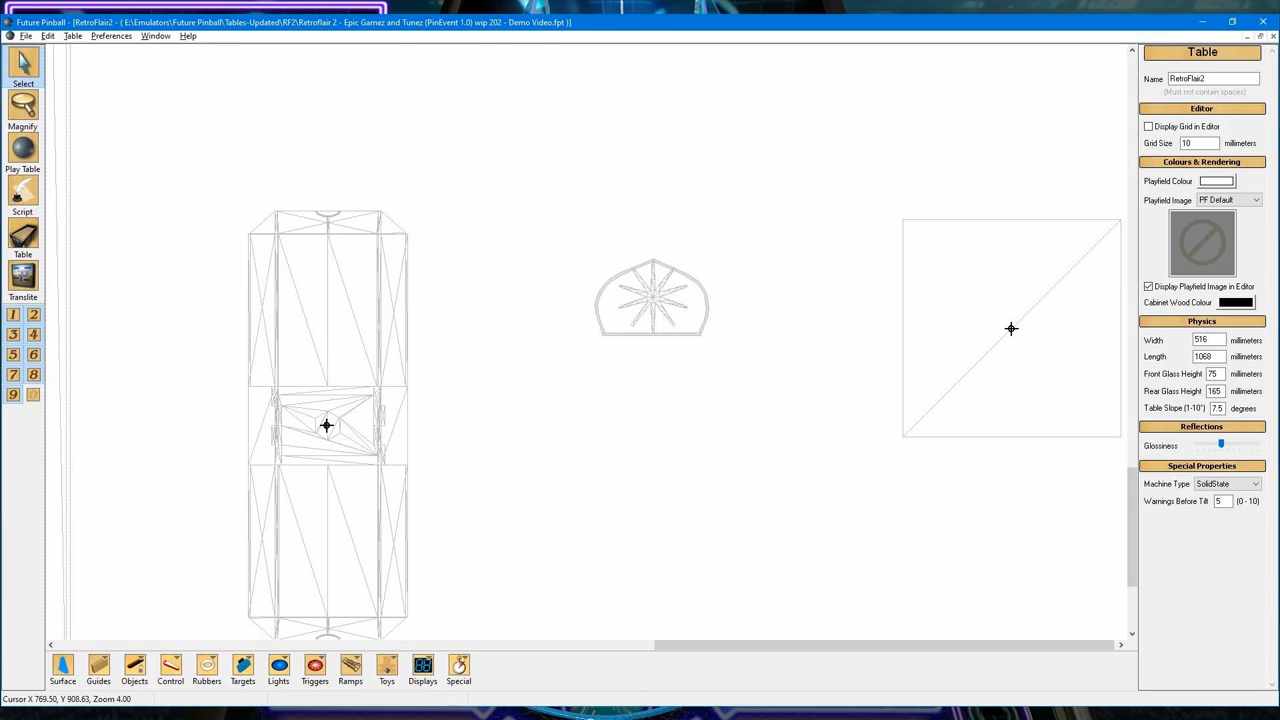 Future Pinball - [RetroFlair2 - ( E:\Emulators\Future Pinball\Tables-Updated\RF2\Retroflair 2 - Epic Gamez and Tunez (PinEvent 1.0) wip 202 - Demo Video.fpt )]
File Edit Table Preferences Window Help
Select
Magnify
Play Table
Script
Table
Translite
1 2
3 4
5 6
7 8
9 0
Table
Name RetroFlair2
(Must not contain spaces)
Editor
Display Grid in Editor
Grid Size 10 millimeters
Colours & Rendering
Playfield Colour
Playfield Image PF Default
Display Playfield Image in Editor
Cabinet Wood Colour
Physics
Width 516 millimeters
Length 1068 millimeters
Front Glass Height 75 millimeters
Rear Glass Height 165 millimeters
Table Slope (1-10°) 7.5 degrees
Reflections
Glossiness
Special Properties
Machine Type SolidState
Warnings Before Tilt 5 (0 - 10)
Surface Guides Objects Control Rubbers Targets Lights Triggers Ramps Toys Displays Special
Cursor X 769.50, Y 908.63, Zoom 4.00